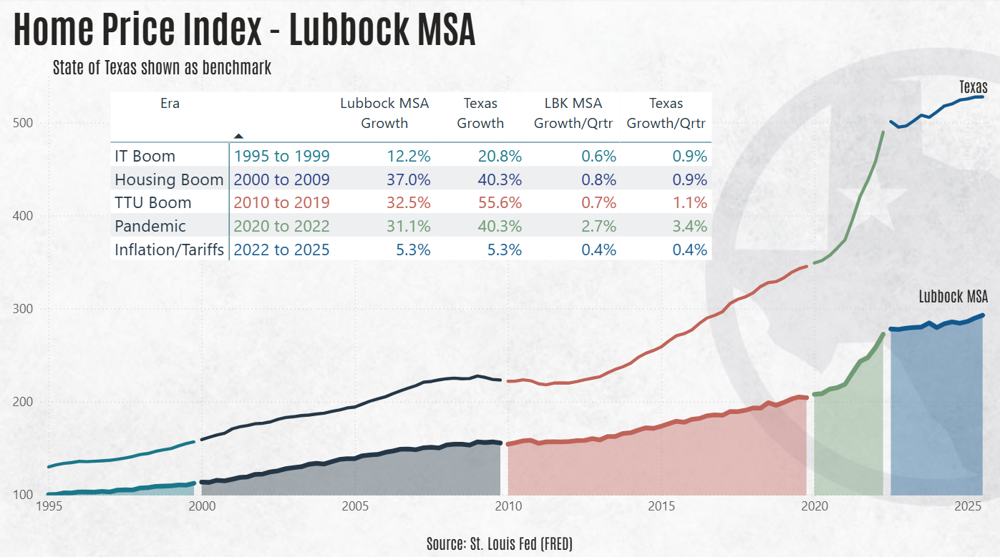 Home Price Index - Lubbock MSA
State of Texas shown as benchmark
Era Lubbock MSA Growth Texas Growth LBK MSA Growth/Qrtr Texas Growth/Qrtr
IT Boom 1995 to 1999 12.2% 20.8% 0.6% 0.9%
Housing Boom 2000 to 2009 37.0% 40.3% 0.8% 0.9%
TTU Boom 2010 to 2019 32.5% 55.6% 0.7% 1.1%
Pandemic 2020 to 2022 31.1% 40.3% 2.7% 3.4%
Inflation/Tariffs 2022 to 2025 5.3% 5.3% 0.4% 0.4%
Texas
Lubbock MSA
500
400
300
200
100
1995 2000 2005 2010 2015 2020 2025
Source: St. Louis Fed (FRED)